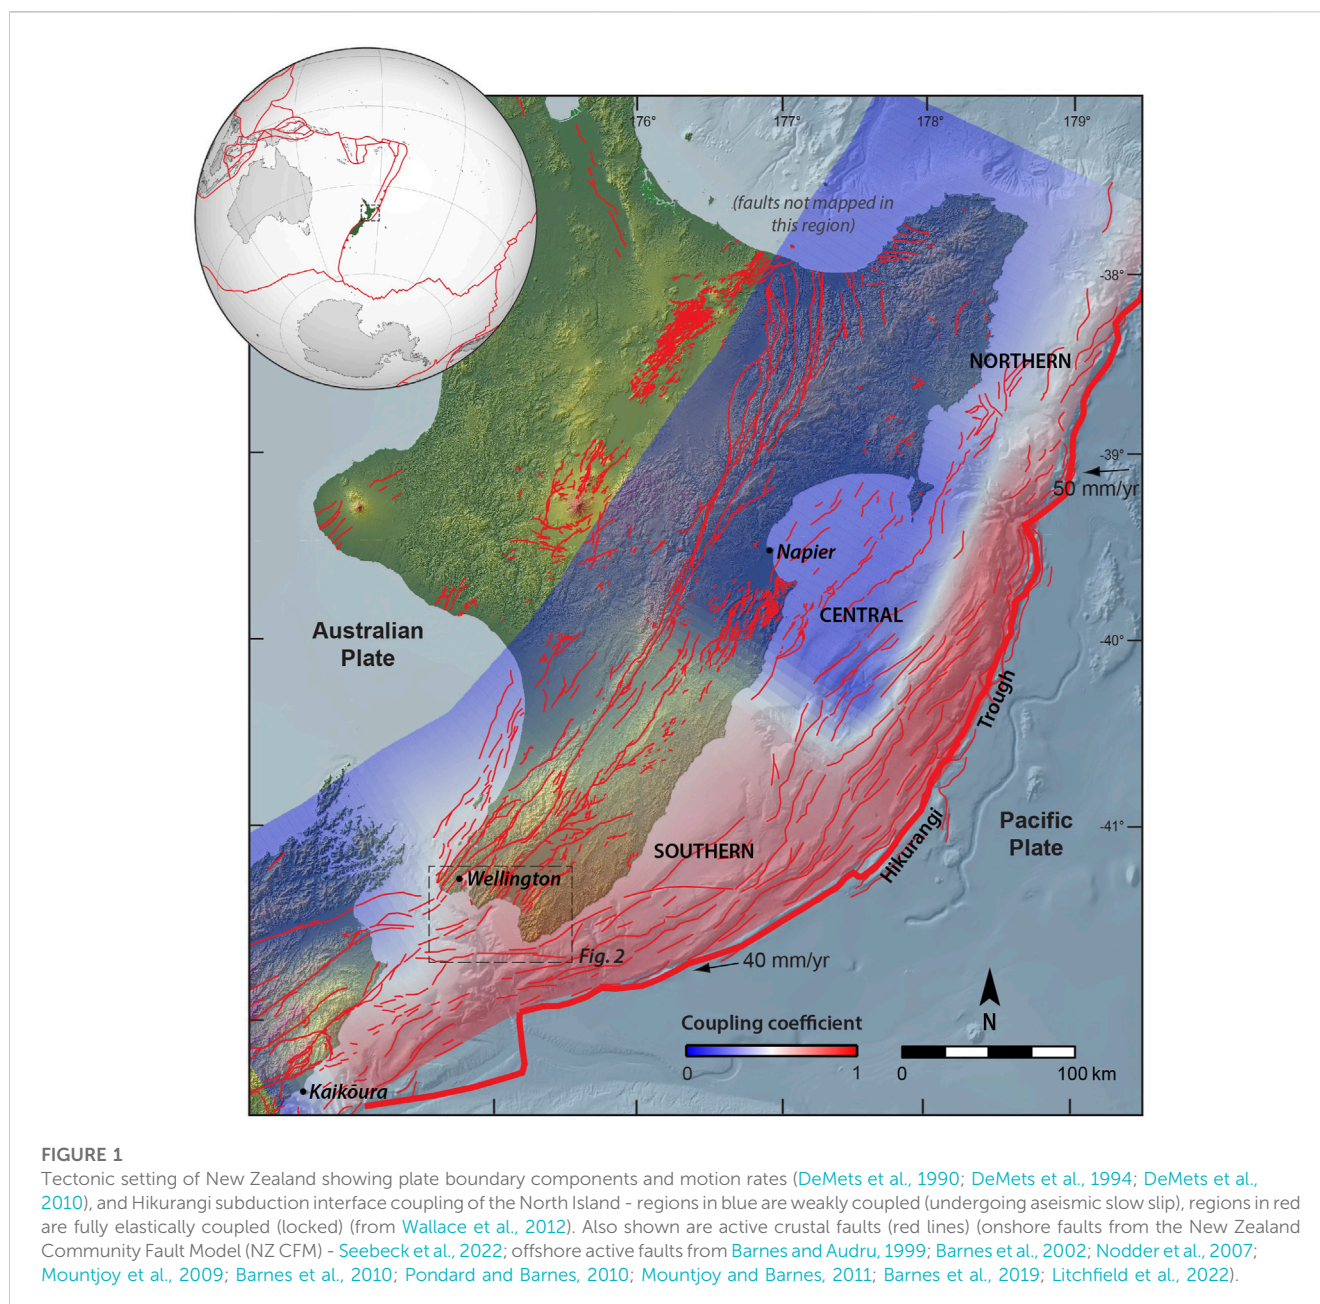 176°
177°
178°
179°
(faults not mapped in
this region)
-38°
NORTHERN
-39°
50 mm/yr
Napier
CENTRAL
Australian
Plate
-40°
Trough
Hikurangi
Pacific
Plate
-41°
SOUTHERN
Wellington
Fig. 2
40 mm/yr
N
Coupling coefficient
0
1
0
100 km
Kaikōura
FIGURE 1
Tectonic setting of New Zealand showing plate boundary components and motion rates (DeMets et al., 1990; DeMets et al., 1994; DeMets et al.,
2010), and Hikurangi subduction interface coupling of the North Island - regions in blue are weakly coupled (undergoing aseismic slow slip), regions in red
are fully elastically coupled (locked) (from Wallace et al., 2012). Also shown are active crustal faults (red lines) (onshore faults from the New Zealand
Community Fault Model (NZ CFM) - Seebeck et al., 2022; offshore active faults from Barnes and Audru, 1999; Barnes et al., 2002; Nodder et al., 2007;
Mountjoy et al., 2009; Barnes et al., 2010; Pondard and Barnes, 2010; Mountjoy and Barnes, 2011; Barnes et al., 2019; Litchfield et al., 2022).